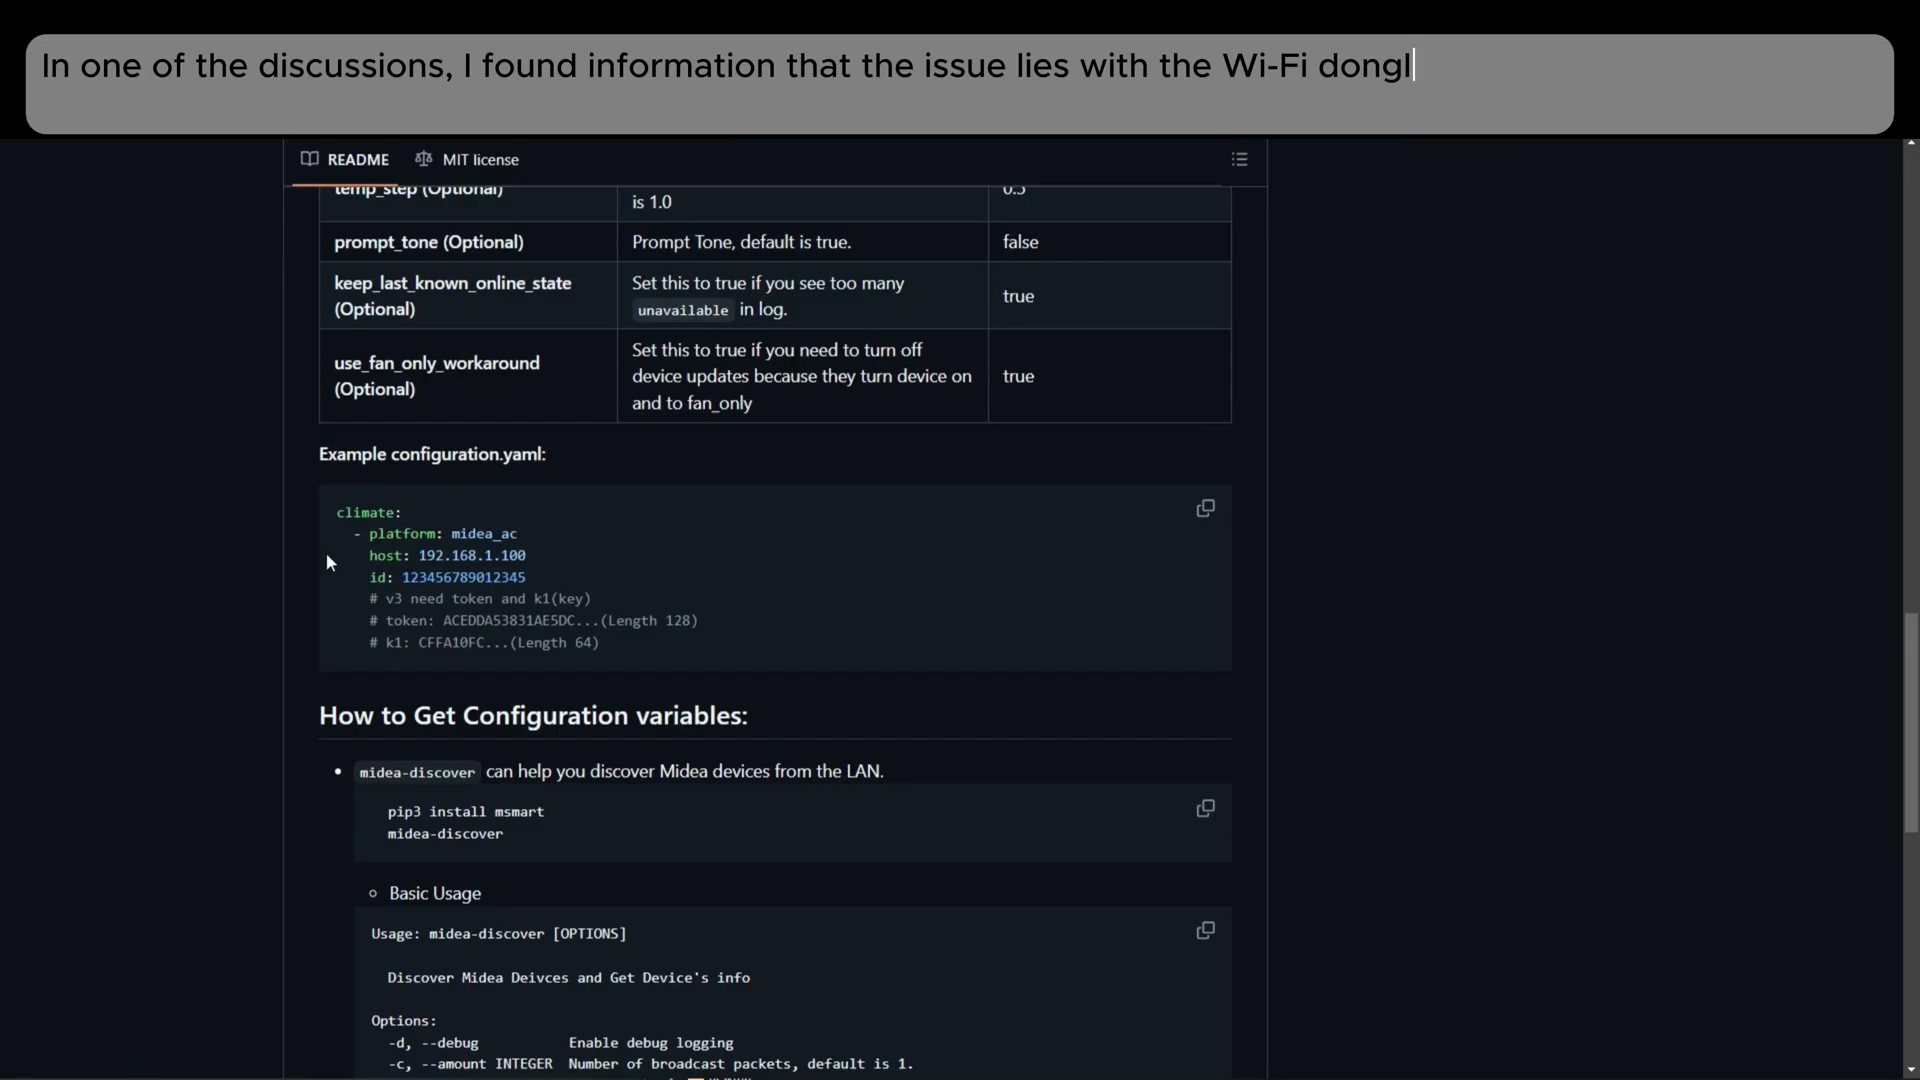 In one of the discussions, I found information that the issue lies with the Wi-Fi dongl
README
MIT license
temp_step (Optional)
is 1.0
0.5
prompt_tone (Optional)
Prompt Tone, default is true.
false
keep_last_known_online_state
(Optional)
Set this to true if you see too many
unavailable in log.
true
use_fan_only_workaround
(Optional)
Set this to true if you need to turn off
device updates because they turn device on
and to fan_only
true
Example configuration.yaml:
climate:
- platform: midea_ac
host: 192.168.1.100
id: 123456789012345
# v3 need token and k1(key)
# token: ACEDDA53831AE5DC...(Length 128)
# k1: CFFA10FC...(Length 64)
How to Get Configuration variables:
• midea-discover can help you discover Midea devices from the LAN.
pip3 install msmart
midea-discover
Basic Usage
Usage: midea-discover [OPTIONS]
Discover Midea Deivces and Get Device's info
Options:
-d, --debug Enable debug logging
-c, --amount INTEGER Number of broadcast packets, default is 1.